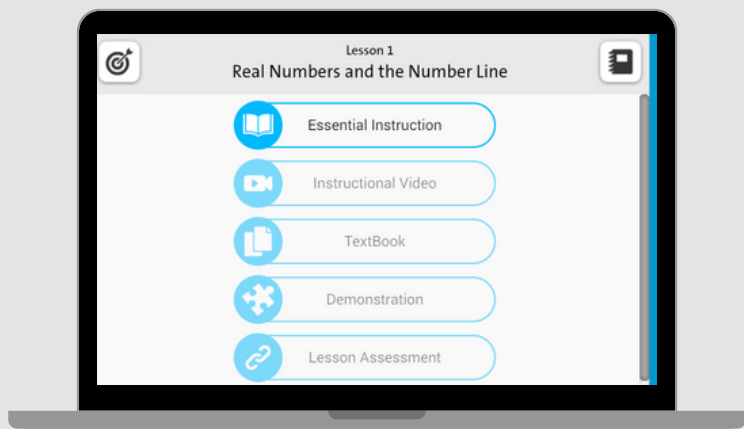 Lesson 1
Real Numbers and the Number Line
Essential Instruction
Instructional Video
TextBook
Demonstration
Lesson Assessment